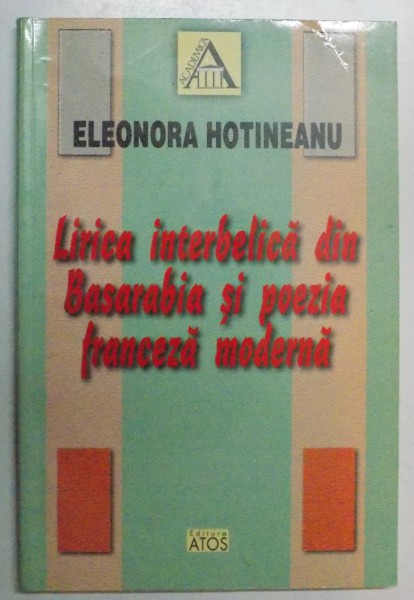 ACADEMICA
A
ELEONORA HOTINEANU
Lirica interbelică din
Basarabia și poezia
franceză modernă
Editura
ATOS